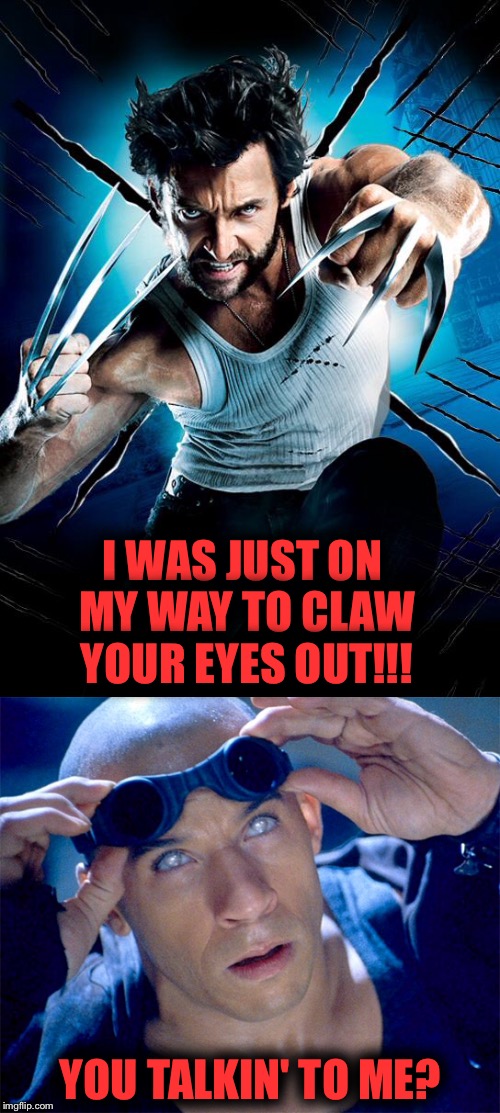 I WAS JUST ON
MY WAY TO CLAW
YOUR EYES OUT!!!
YOU TALKIN' TO ME?
imgflip.com